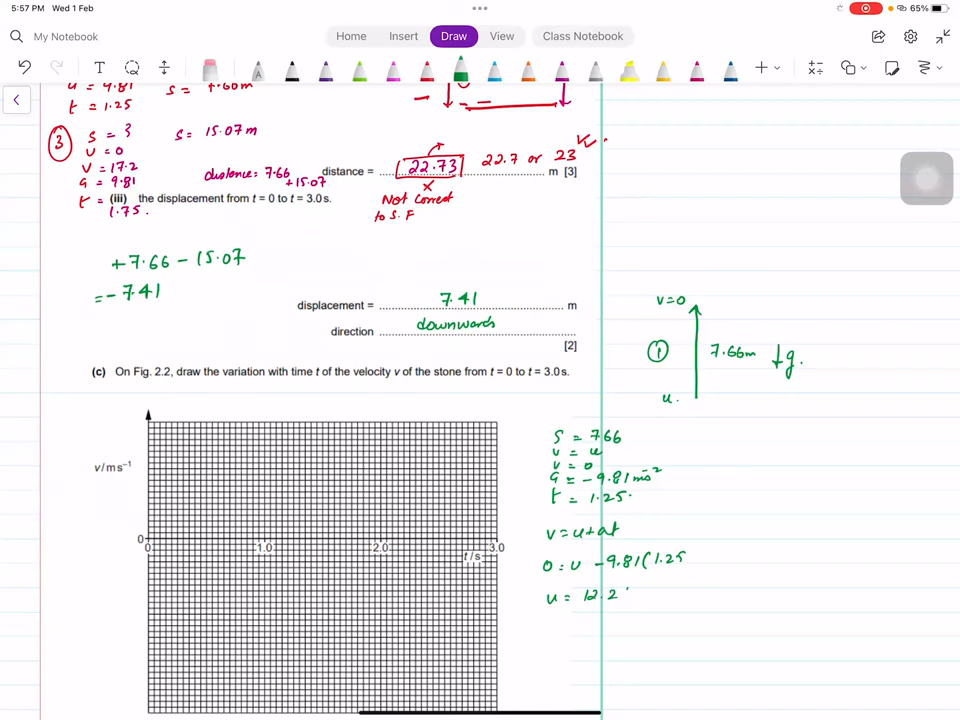 5:57 PM Wed 1 Feb
65%
My Notebook
Home Insert Draw View Class Notebook
u = 9.81
t = 1.25
s = 7.66m
3
s = ?
u = 0
v = 17.2
a = 9.81
t =
1.75.
s = 15.07m
distance: 7.66
+15.07
distance = 22.73 m [3]
22.7 or 23
×
Not correct
to S.F
(iii) the displacement from t = 0 to t = 3.0 s.
+7.66 − 15.07
= − 7.41
displacement = 7.41 m
direction downwards
[2]
(c) On Fig. 2.2, draw the variation with time t of the velocity v of the stone from t = 0 to t = 3.0 s.
v / m s⁻¹
0
0 1.0 2.0 3.0
t / s
v=0
1
7.66m
g.
u.
s = 7.66
u = u
v = 0
a = −9.81 ms⁻²
t = 1.25.
v = u + at
0 = u − 9.81(1.25
u = 12.2